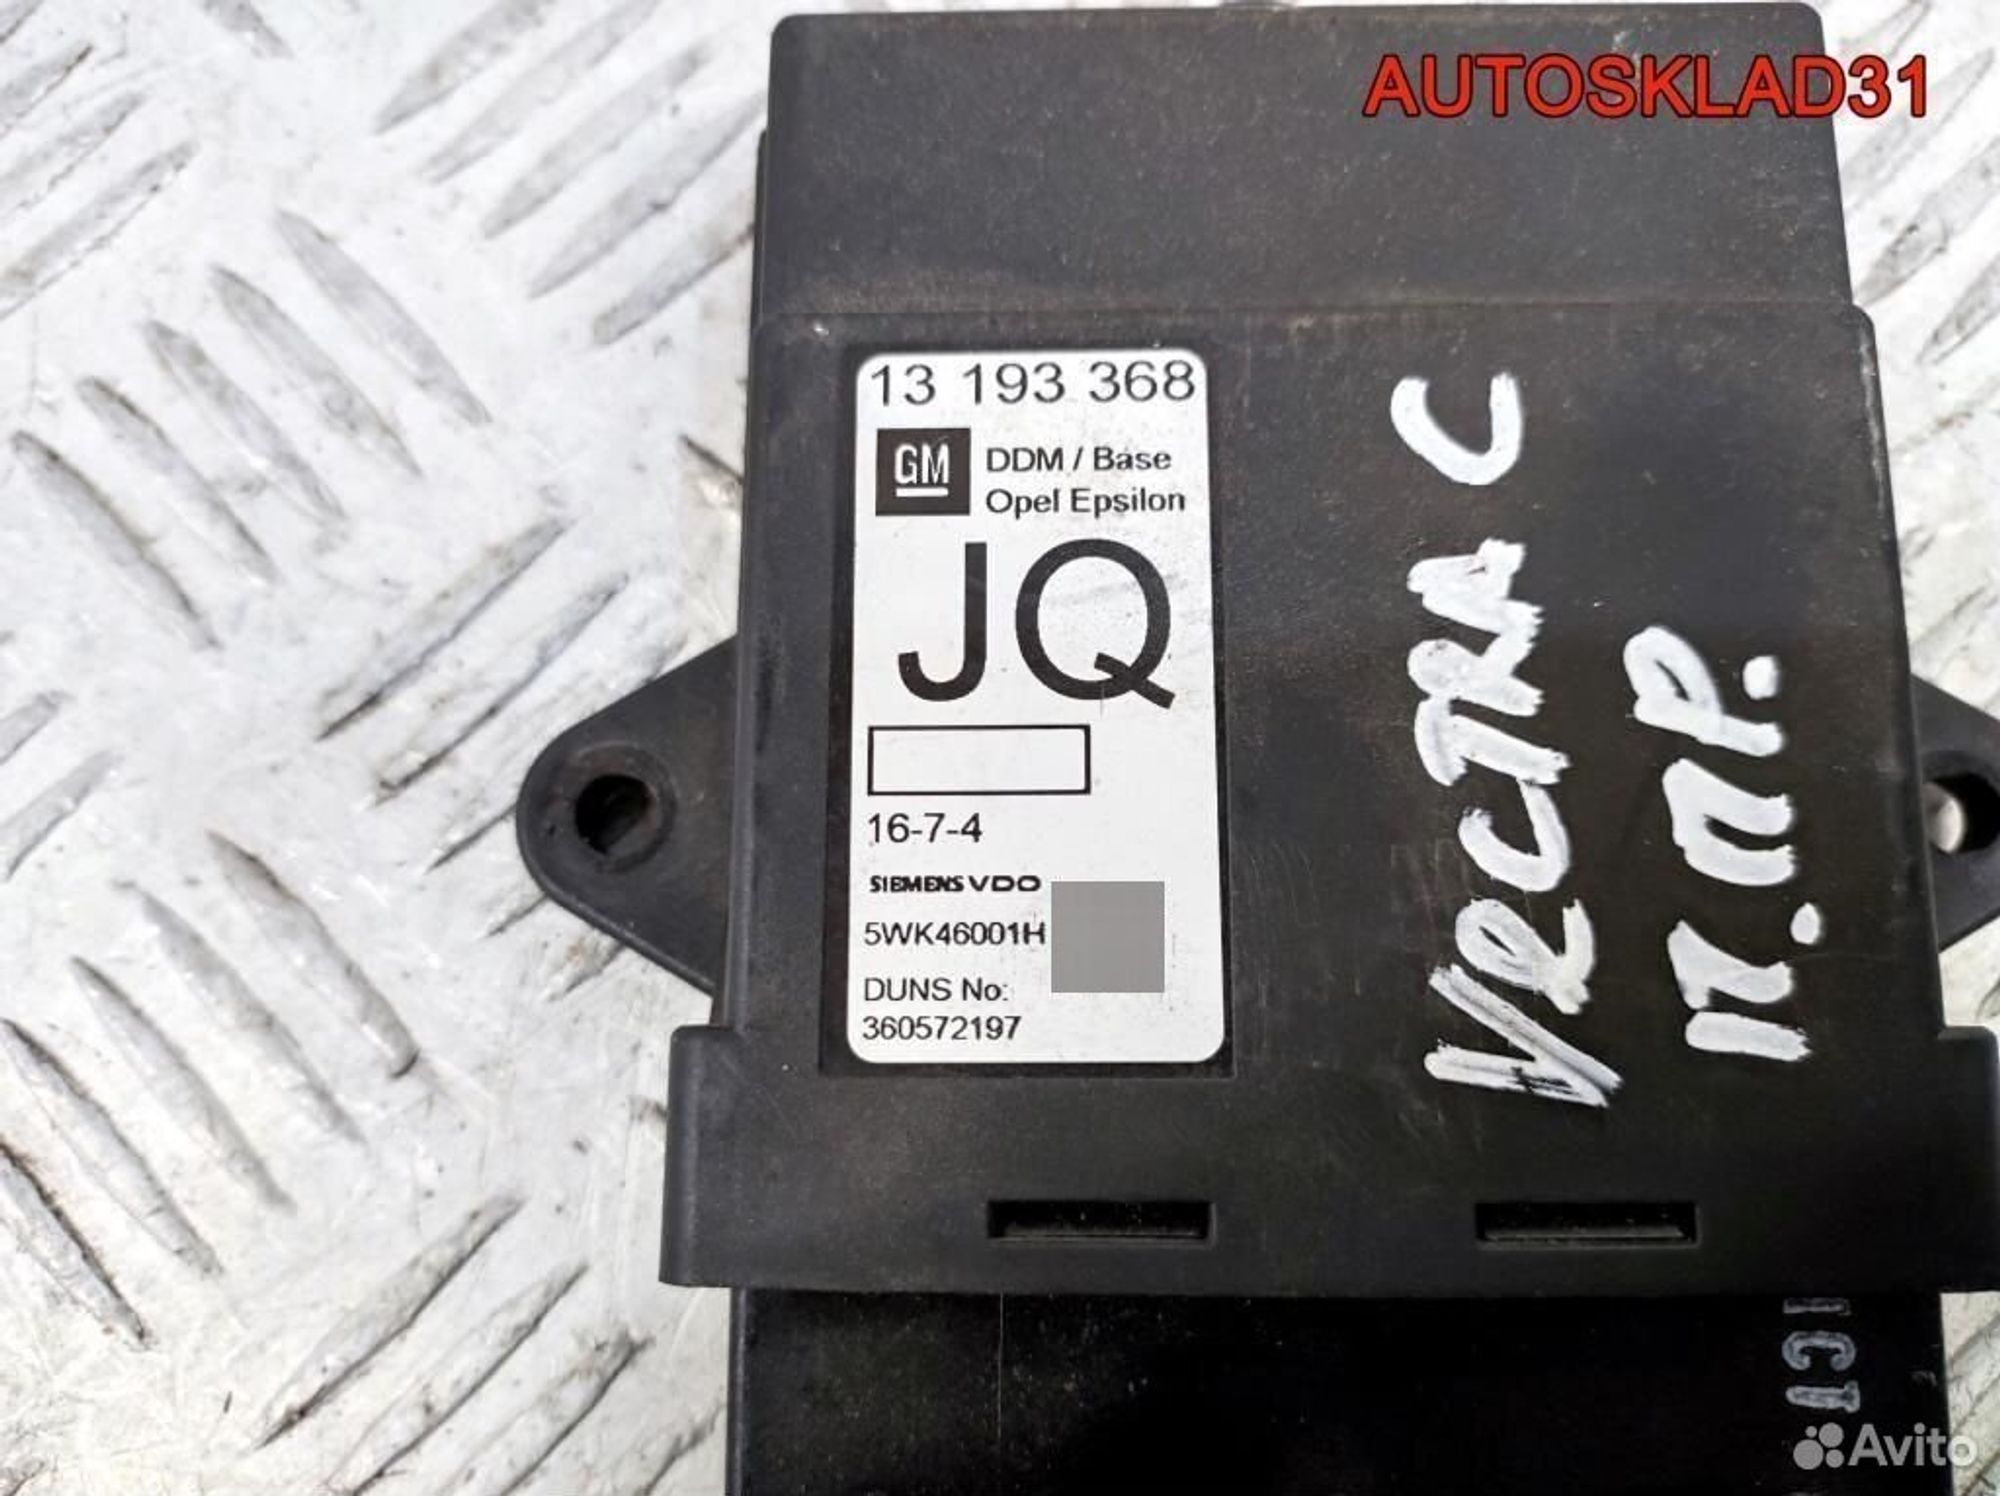 AUTOSKLAD31
13 193 368
GM
DDM / Base
Opel Epsilon
JQ
16-7-4
SIEMENS VDO
5WK46001H
DUNS No:
360572197
VECTRA C
П.ПР.
Avito